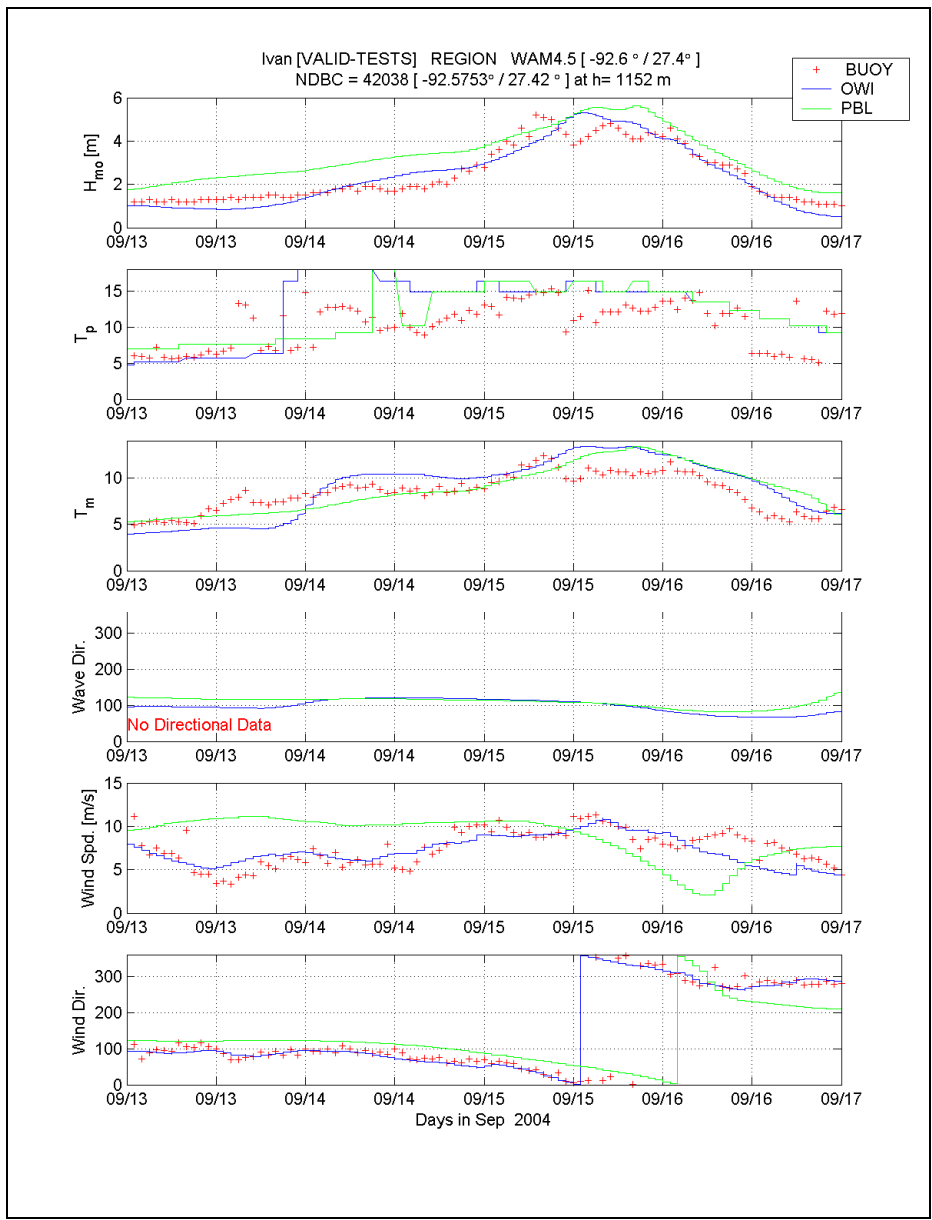 Ivan [VALID-TESTS] REGION WAM4.5 [ -92.6 ° / 27.4° ]
NDBC = 42038 [ -92.5753° / 27.42 ° ] at h= 1152 m
BUOY
OWI
PBL
Hmo [m]
6
4
2
0
09/13 09/13 09/14 09/14 09/15 09/15 09/16 09/16 09/17
Tp
15
10
5
0
09/13 09/13 09/14 09/14 09/15 09/15 09/16 09/16 09/17
Tm
10
5
0
09/13 09/13 09/14 09/14 09/15 09/15 09/16 09/16 09/17
Wave Dir.
300
200
100
0
No Directional Data
09/13 09/13 09/14 09/14 09/15 09/15 09/16 09/16 09/17
Wind Spd. [m/s]
15
10
5
0
09/13 09/13 09/14 09/14 09/15 09/15 09/16 09/16 09/17
Wind Dir.
300
200
100
0
09/13 09/13 09/14 09/14 09/15 09/15 09/16 09/16 09/17
Days in Sep 2004